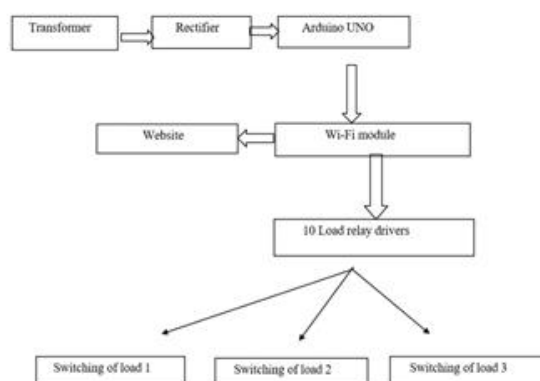 Transformer
Rectifier
Arduino UNO
Website
Wi-Fi module
10 Load relay drivers
Switching of load 1
Switching of load 2
Switching of load 3